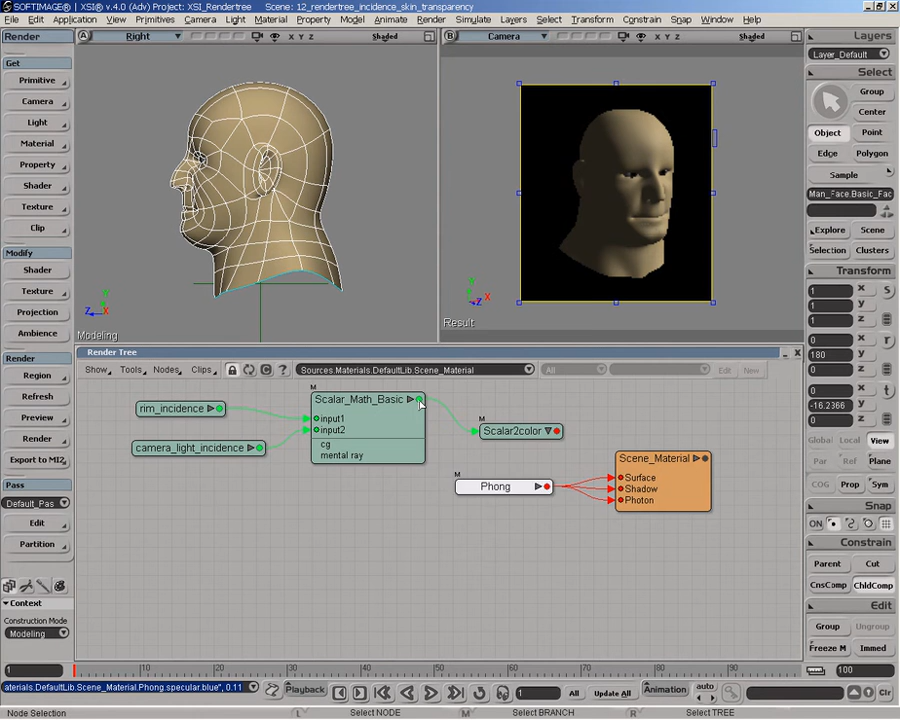 SOFTIMAGE® | XSI® v.4.0 (Adv) Project: XSI_Rendertree    Scene: 12_rendertree_incidence_skin_transparency
File Application View Primitives Camera Light Material Property Model Animate Render Simulate Layers Select Transform Constrain Snap Window Help
Render
Get
Primitive
Camera
Light
Material
Property
Shader
Texture
Clip
Modify
Shader
Texture
Projection
Ambience
Render
Region
Refresh
Preview
Render
Export to MI2
Pass
Default_Pas
Edit
Partition
Context
Construction Mode
Modeling
A Right X Y Z Shaded
Modeling
B Camera X Y Z Shaded
Result
Render Tree
Show Tools Nodes Clips Sources.Materials.DefaultLib.Scene_Material All Edit New
M
rim_incidence
camera_light_incidence
Scalar_Math_Basic
input1
input2
cg
mental ray
M
Scalar2color
M
Phong
Scene_Material
Surface
Shadow
Photon
Layers
Layer_Default
Select
Group
Center
Object Point
Edge Polygon
Sample
Man_Face.Basic_Fac
Explore Scene
Selection Clusters
Transform
1 x s
1 y
1 z
0 x r
180 y
0 z
0 x t
-16.2366 y
0 z
Global Local View
Par Ref Plane
COG Prop Sym
Snap
ON
Constrain
Parent Cut
CnsComp ChldComp
Edit
Group Ungroup
Freeze M Immed
1 10 20 30 40 50 60 70 80 90 100
aterials.DefaultLib.Scene_Material.Phong.specular.blue", 0.11 Playback 1 All Update All Animation auto Clr
Node Selection L Select NODE M Select BRANCH R Select TREE